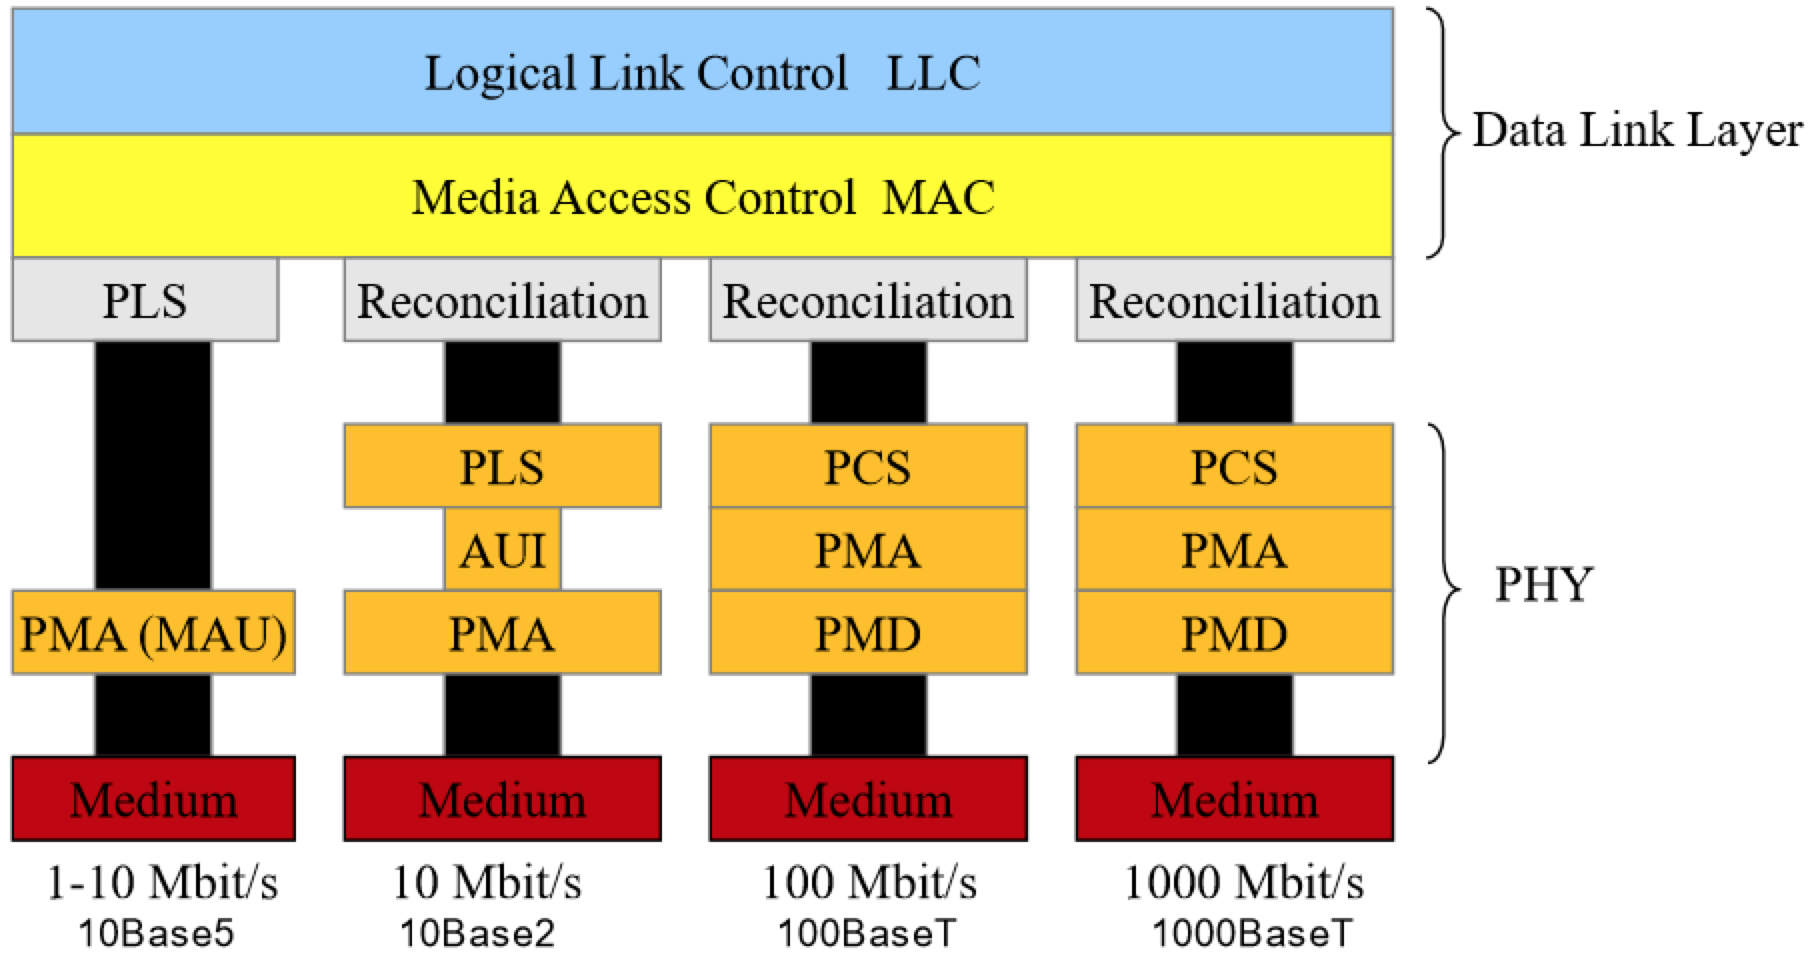 Logical Link Control LLC
Data Link Layer
Media Access Control MAC
PLS Reconciliation Reconciliation Reconciliation
PLS PCS PCS
AUI PMA PMA
PHY
PMA (MAU) PMA PMD PMD
Medium Medium Medium Medium
1-10 Mbit/s 10 Mbit/s 100 Mbit/s 1000 Mbit/s
10Base5 10Base2 100BaseT 1000BaseT